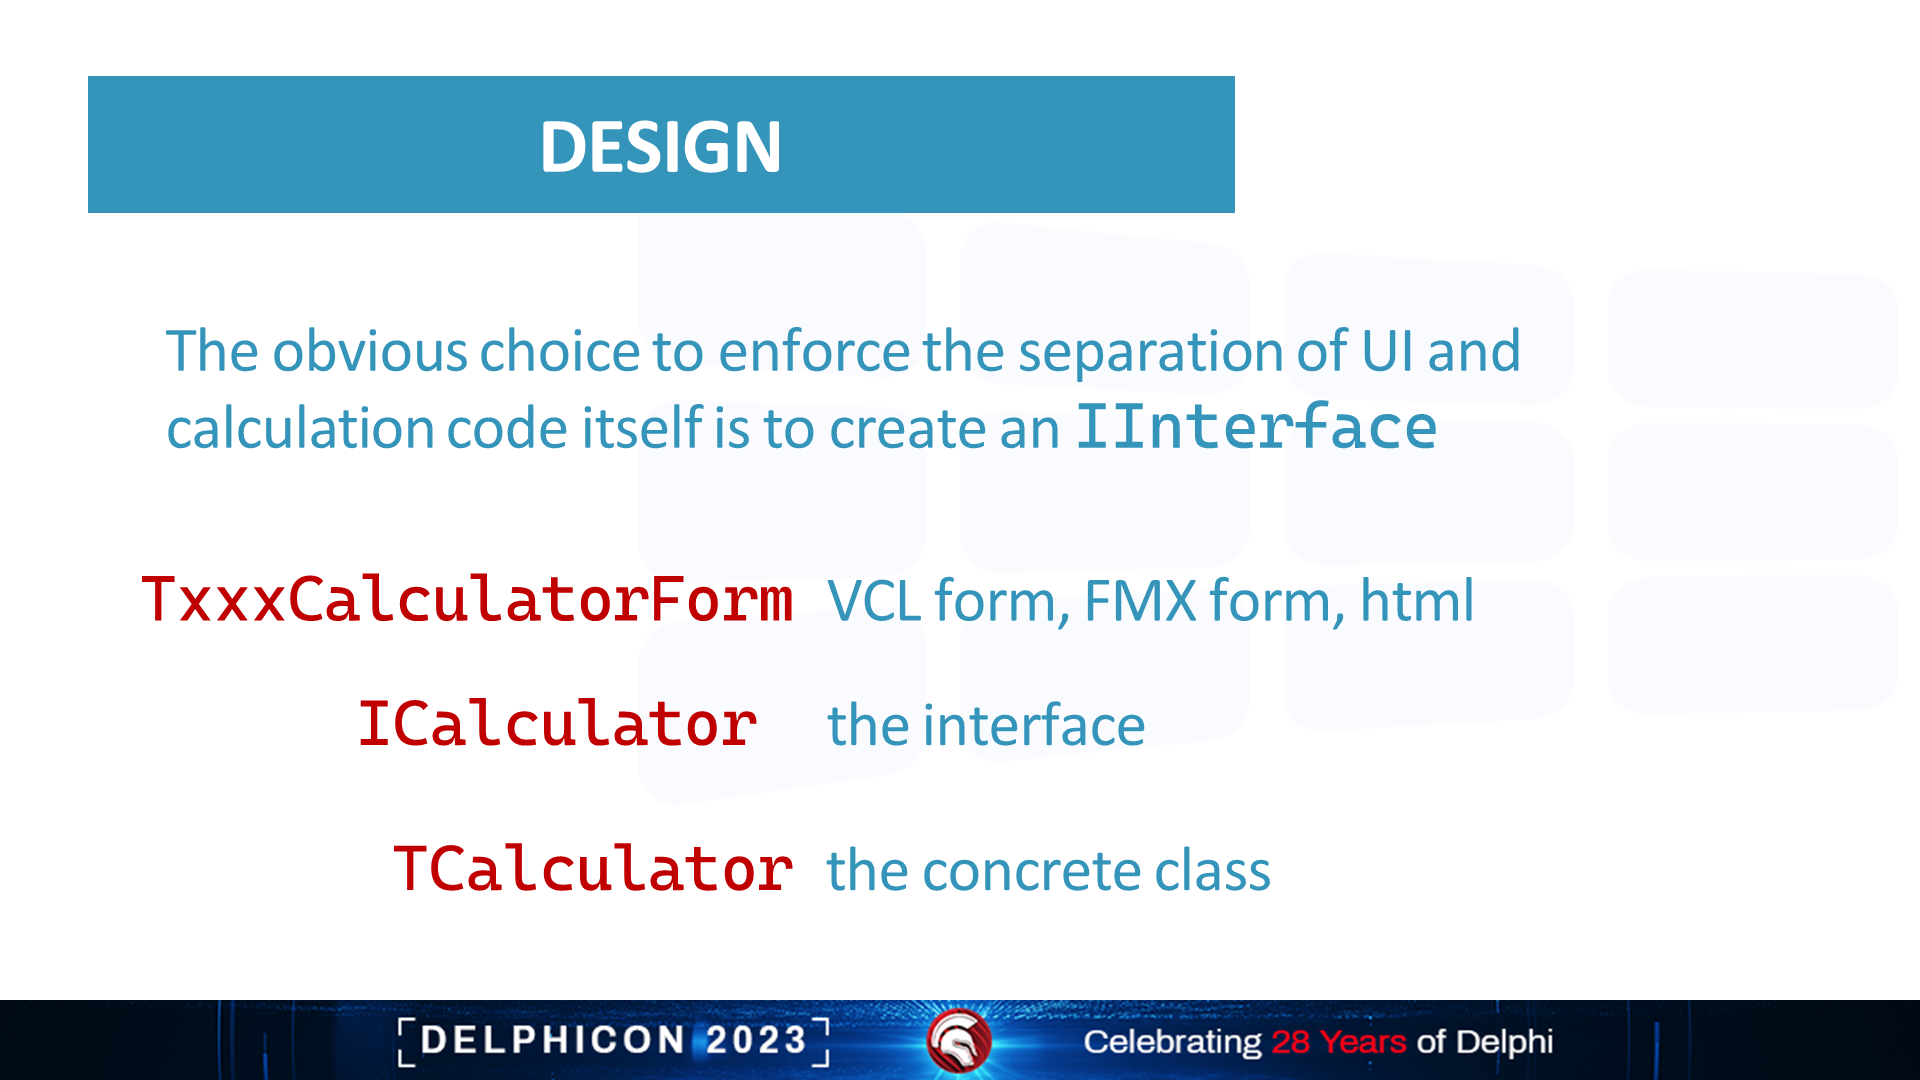 DESIGN
The obvious choice to enforce the separation of UI and
calculation code itself is to create an IInterface
TxxxCalculatorForm VCL form, FMX form, html
ICalculator the interface
TCalculator the concrete class
DELPHICON 2023 Celebrating 28 Years of Delphi